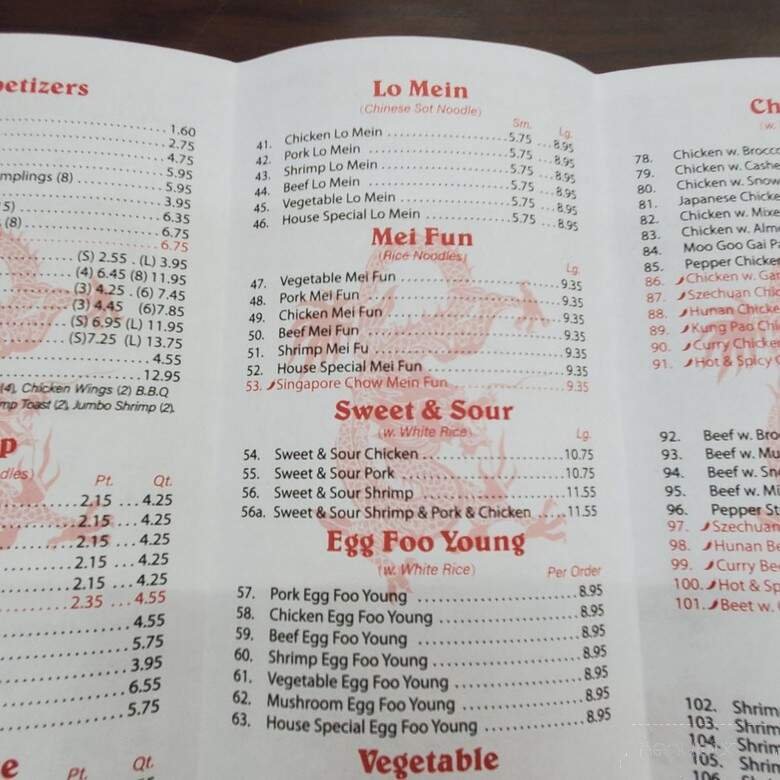 petizers
1.60
2.75
4.75
5.95
mplings (8) 5.95
3.95
5) 6.35
(8) 6.75
6.75
(S) 2.55 . (L) 3.95
(4) 6.45 (8) 11.95
(3) 4.25 . (6) 7.45
(3) 4.45 (6)7.85
(S) 6.95 (L) 11.95
(S)7.25 (L) 13.75
4.55
12.95
(4), Chicken Wings (2) B.B.Q
mp Toast (2), Jumbo Shrimp (2).
p
odles) Pt. Qt.
2.15 ... 4.25
2.15 ... 4.25
2.15 ... 4.25
2.15 ... 4.25
2.15 ... 4.25
2.35 ... 4.55
4.55
5.75
3.95
6.55
5.75
e Pt. Qt.
Lo Mein
(Chinese Sot Noodle)
Sm. Lg.
41. Chicken Lo Mein 5.75 ... 8.95
42. Pork Lo Mein 5.75 ... 8.95
43. Shrimp Lo Mein 5.75 ... 8.95
44. Beef Lo Mein 5.75 ... 8.95
45. Vegetable Lo Mein 5.75 ... 8.95
46. House Special Lo Mein 5.75 ... 8.95
Mei Fun
(Rice Noodles) Lg.
47. Vegetable Mei Fun 9.35
48. Pork Mei Fun 9.35
49. Chicken Mei Fun 9.35
50. Beef Mei Fun 9.35
51. Shrimp Mei Fu 9.35
52. House Special Mei Fun 9.35
53. Singapore Chow Mein Fun 9.35
Sweet & Sour
(w. White Rice) Lg.
54. Sweet & Sour Chicken 10.75
55. Sweet & Sour Pork 10.75
56. Sweet & Sour Shrimp 11.55
56a. Sweet & Sour Shrimp & Pork & Chicken 11.55
Egg Foo Young
(w. White Rice) Per Order
57. Pork Egg Foo Young 8.95
58. Chicken Egg Foo Young 8.95
59. Beef Egg Foo Young 8.95
60. Shrimp Egg Foo Young 8.95
61. Vegetable Egg Foo Young 8.95
62. Mushroom Egg Foo Young 8.95
63. House Special Egg Foo Young 8.95
Vegetable
Ch
(w.
78. Chicken w. Brocco
79. Chicken w. Cashe
80. Chicken w. Snow
81. Japanese Chicke
82. Chicken w. Mixe
83. Chicken w. Almo
84. Moo Goo Gai Pa
85. Pepper Chicken
86. Chicken w. Gar
87. Szechuan Chic
88. Hunan Chicke
89. Kung Pao Chi
90. Curry Chicken
91. Hot & Spicy C
92. Beef w. Bro
93. Beef w. Mu
94. Beef w. Sno
95. Beef w. Mi
96. Pepper St
97. Szechuan
98. Hunan Be
99. Curry Bee
100. Hot & Sp
101. Beet w. G
102. Shrim
103. Shrim
104. Shrim
105. Shrim